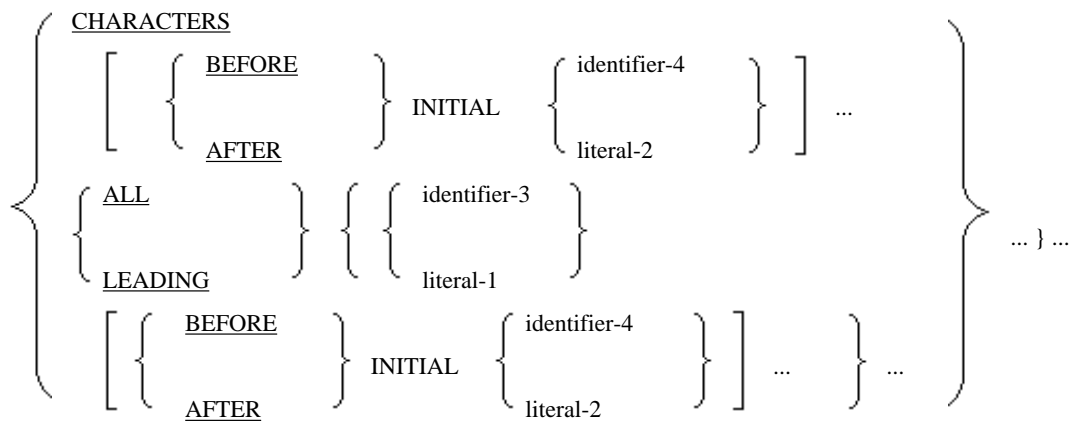 CHARACTERS
BEFORE
INITIAL
AFTER
identifier-4
literal-2
...
ALL
LEADING
identifier-3
literal-1
... } ...
BEFORE
INITIAL
AFTER
identifier-4
literal-2
...
...